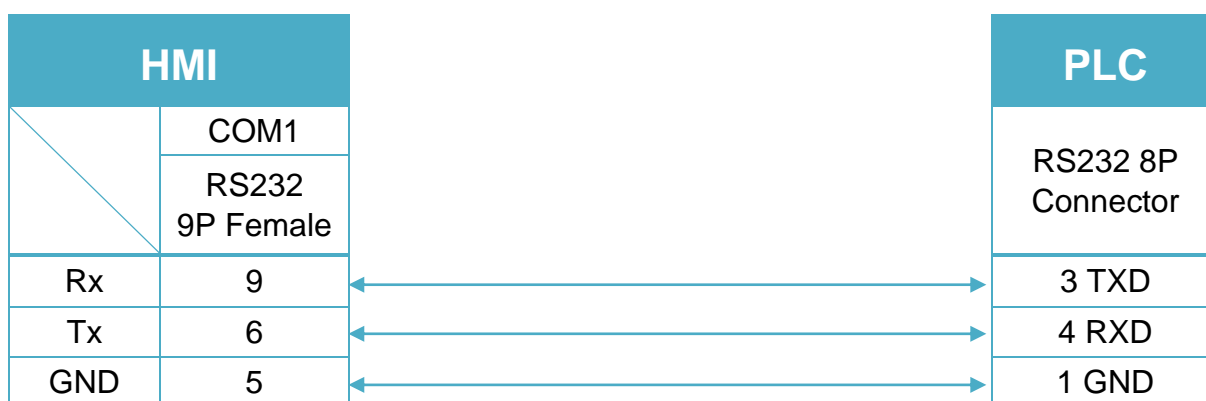 HMI
PLC
COM1
RS232
9P Female
RS232 8P
Connector
Rx 9 3 TXD
Tx 6 4 RXD
GND 5 1 GND